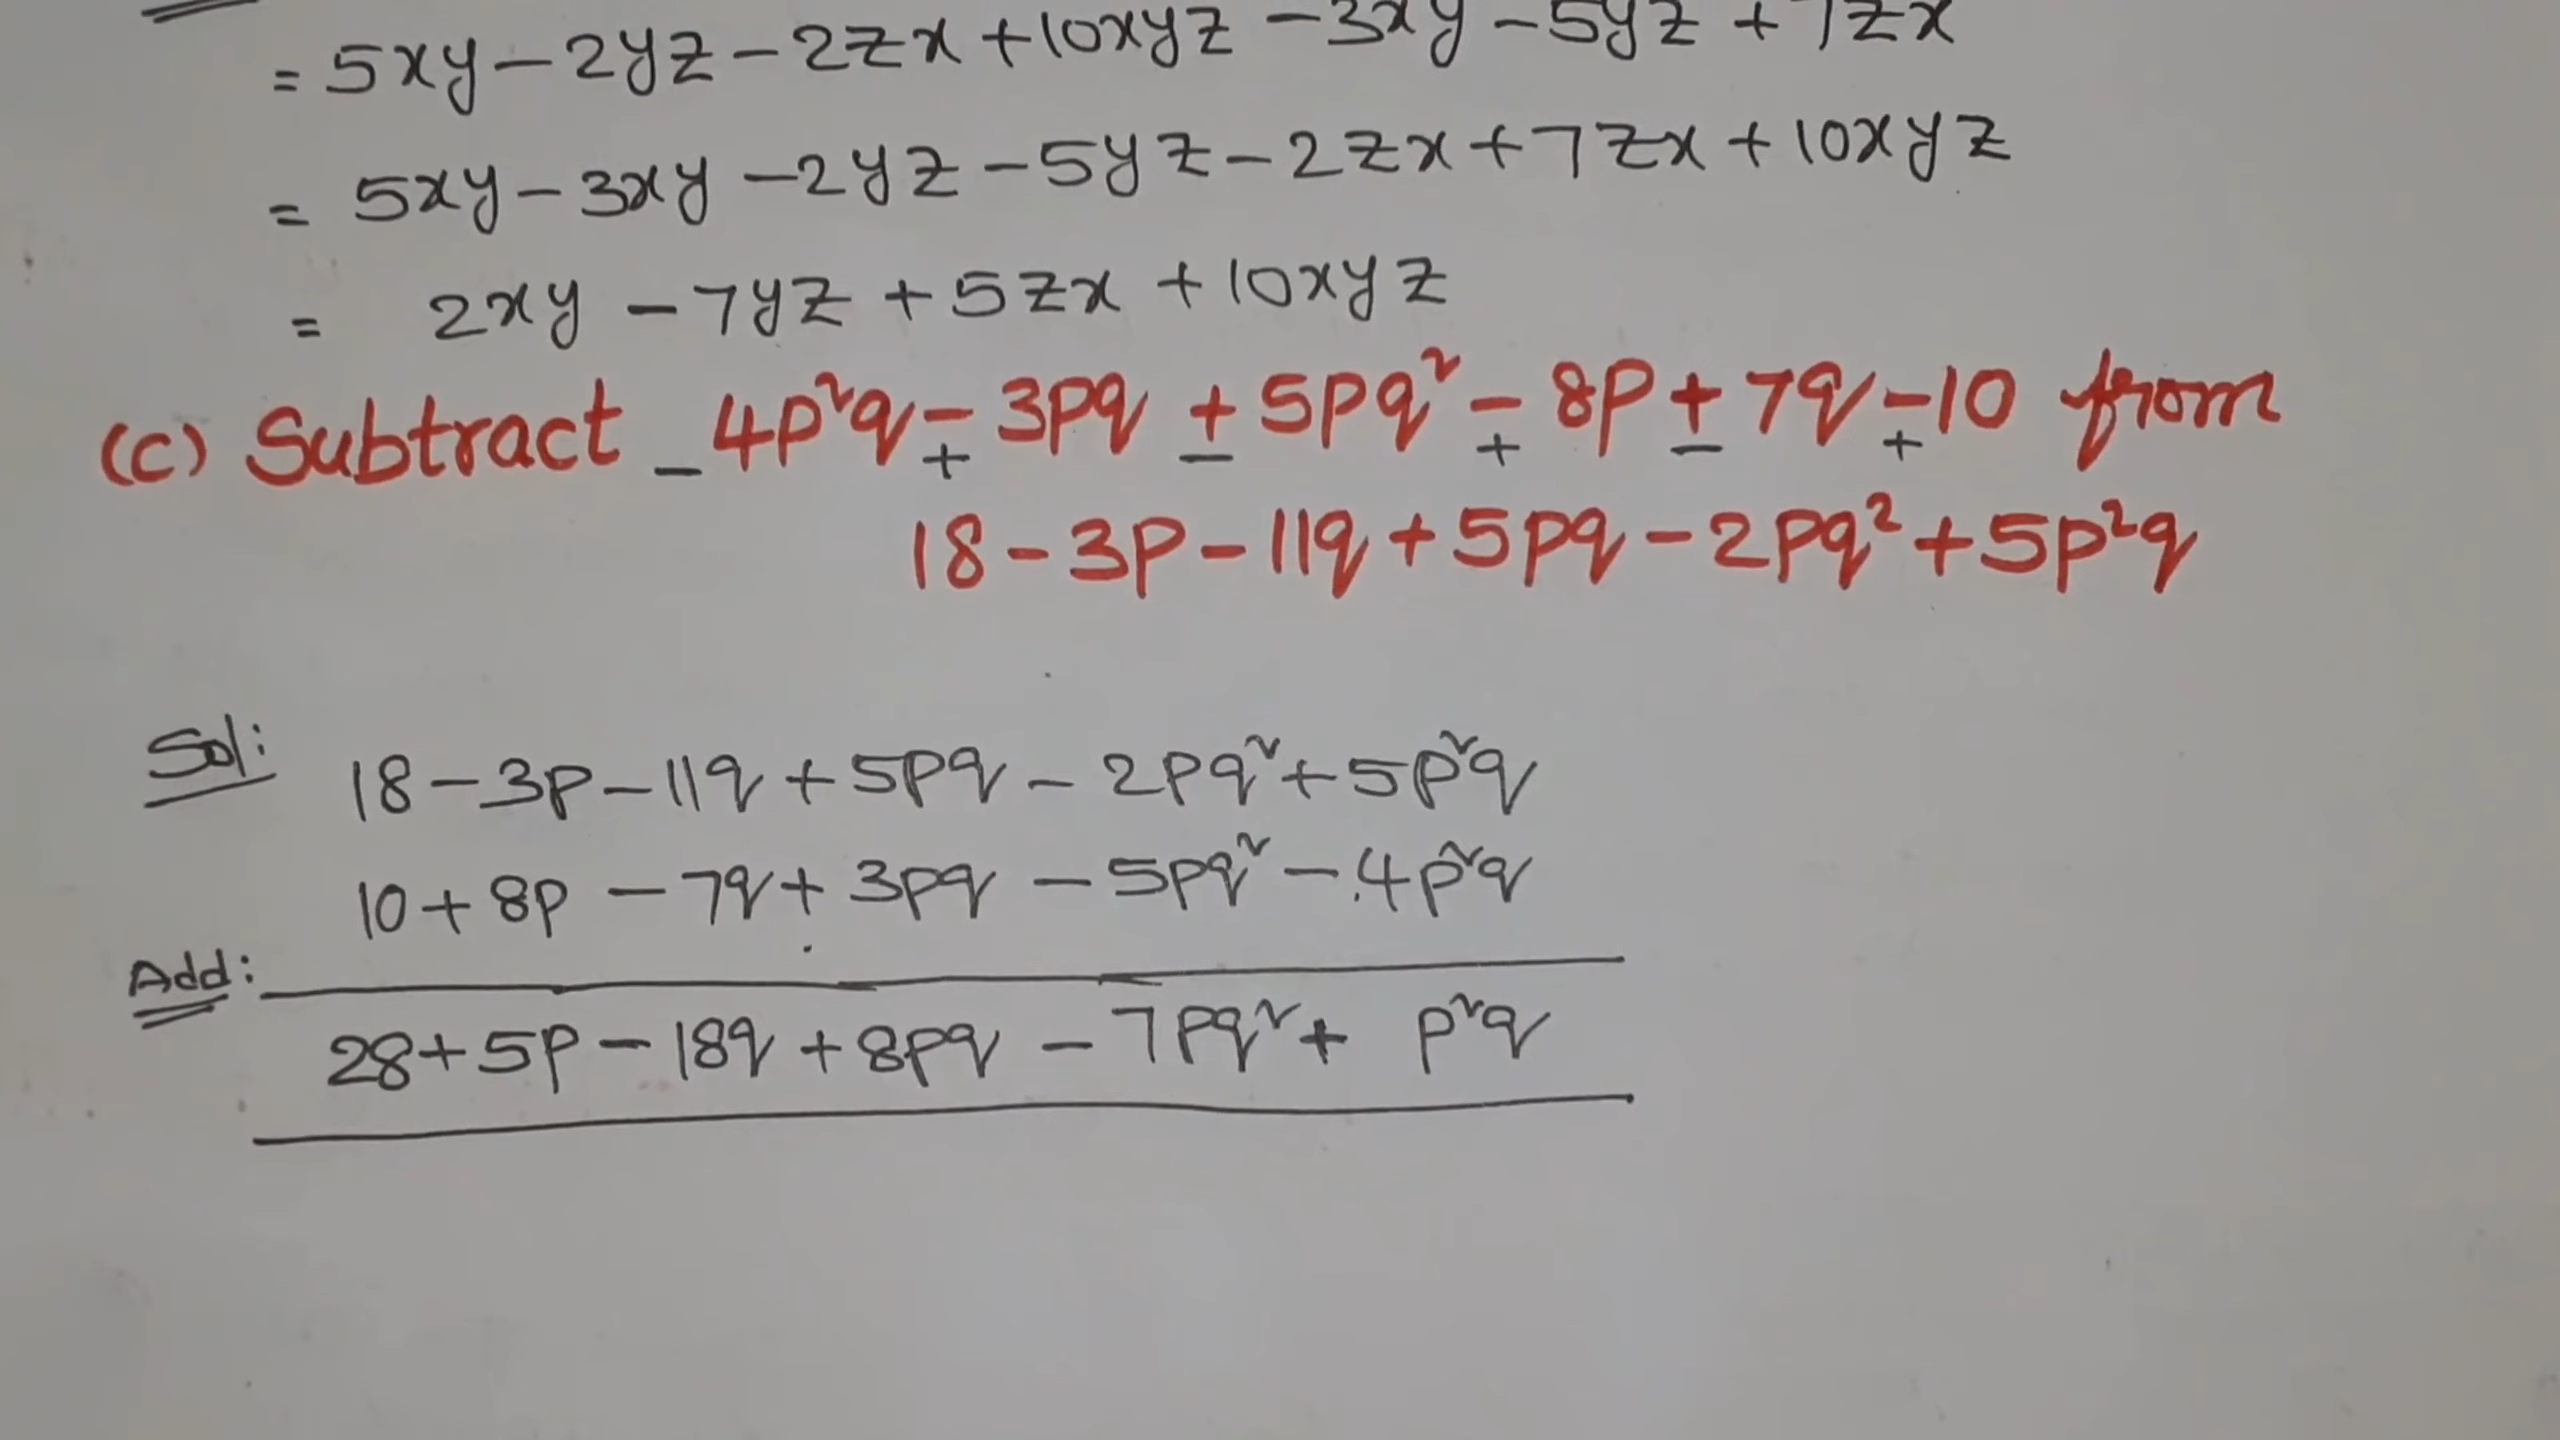 = 5xy – 2yz – 2zx + 10xyz – 3xy – 5yz + 7zx
= 5xy – 3xy – 2yz – 5yz – 2zx + 7zx + 10xyz
= 2xy – 7yz + 5zx + 10xyz
(c) Subtract 4p²q – 3pq + 5pq² – 8p + 7q – 10 from
– + – + – +
18 – 3p – 11q + 5pq – 2pq² + 5p²q
Sol: 18 – 3p – 11q + 5pq – 2pq² + 5p²q
10 + 8p – 7q + 3pq – 5pq² – 4p²q
Add:
28 + 5p – 18q + 8pq – 7pq² + p²q